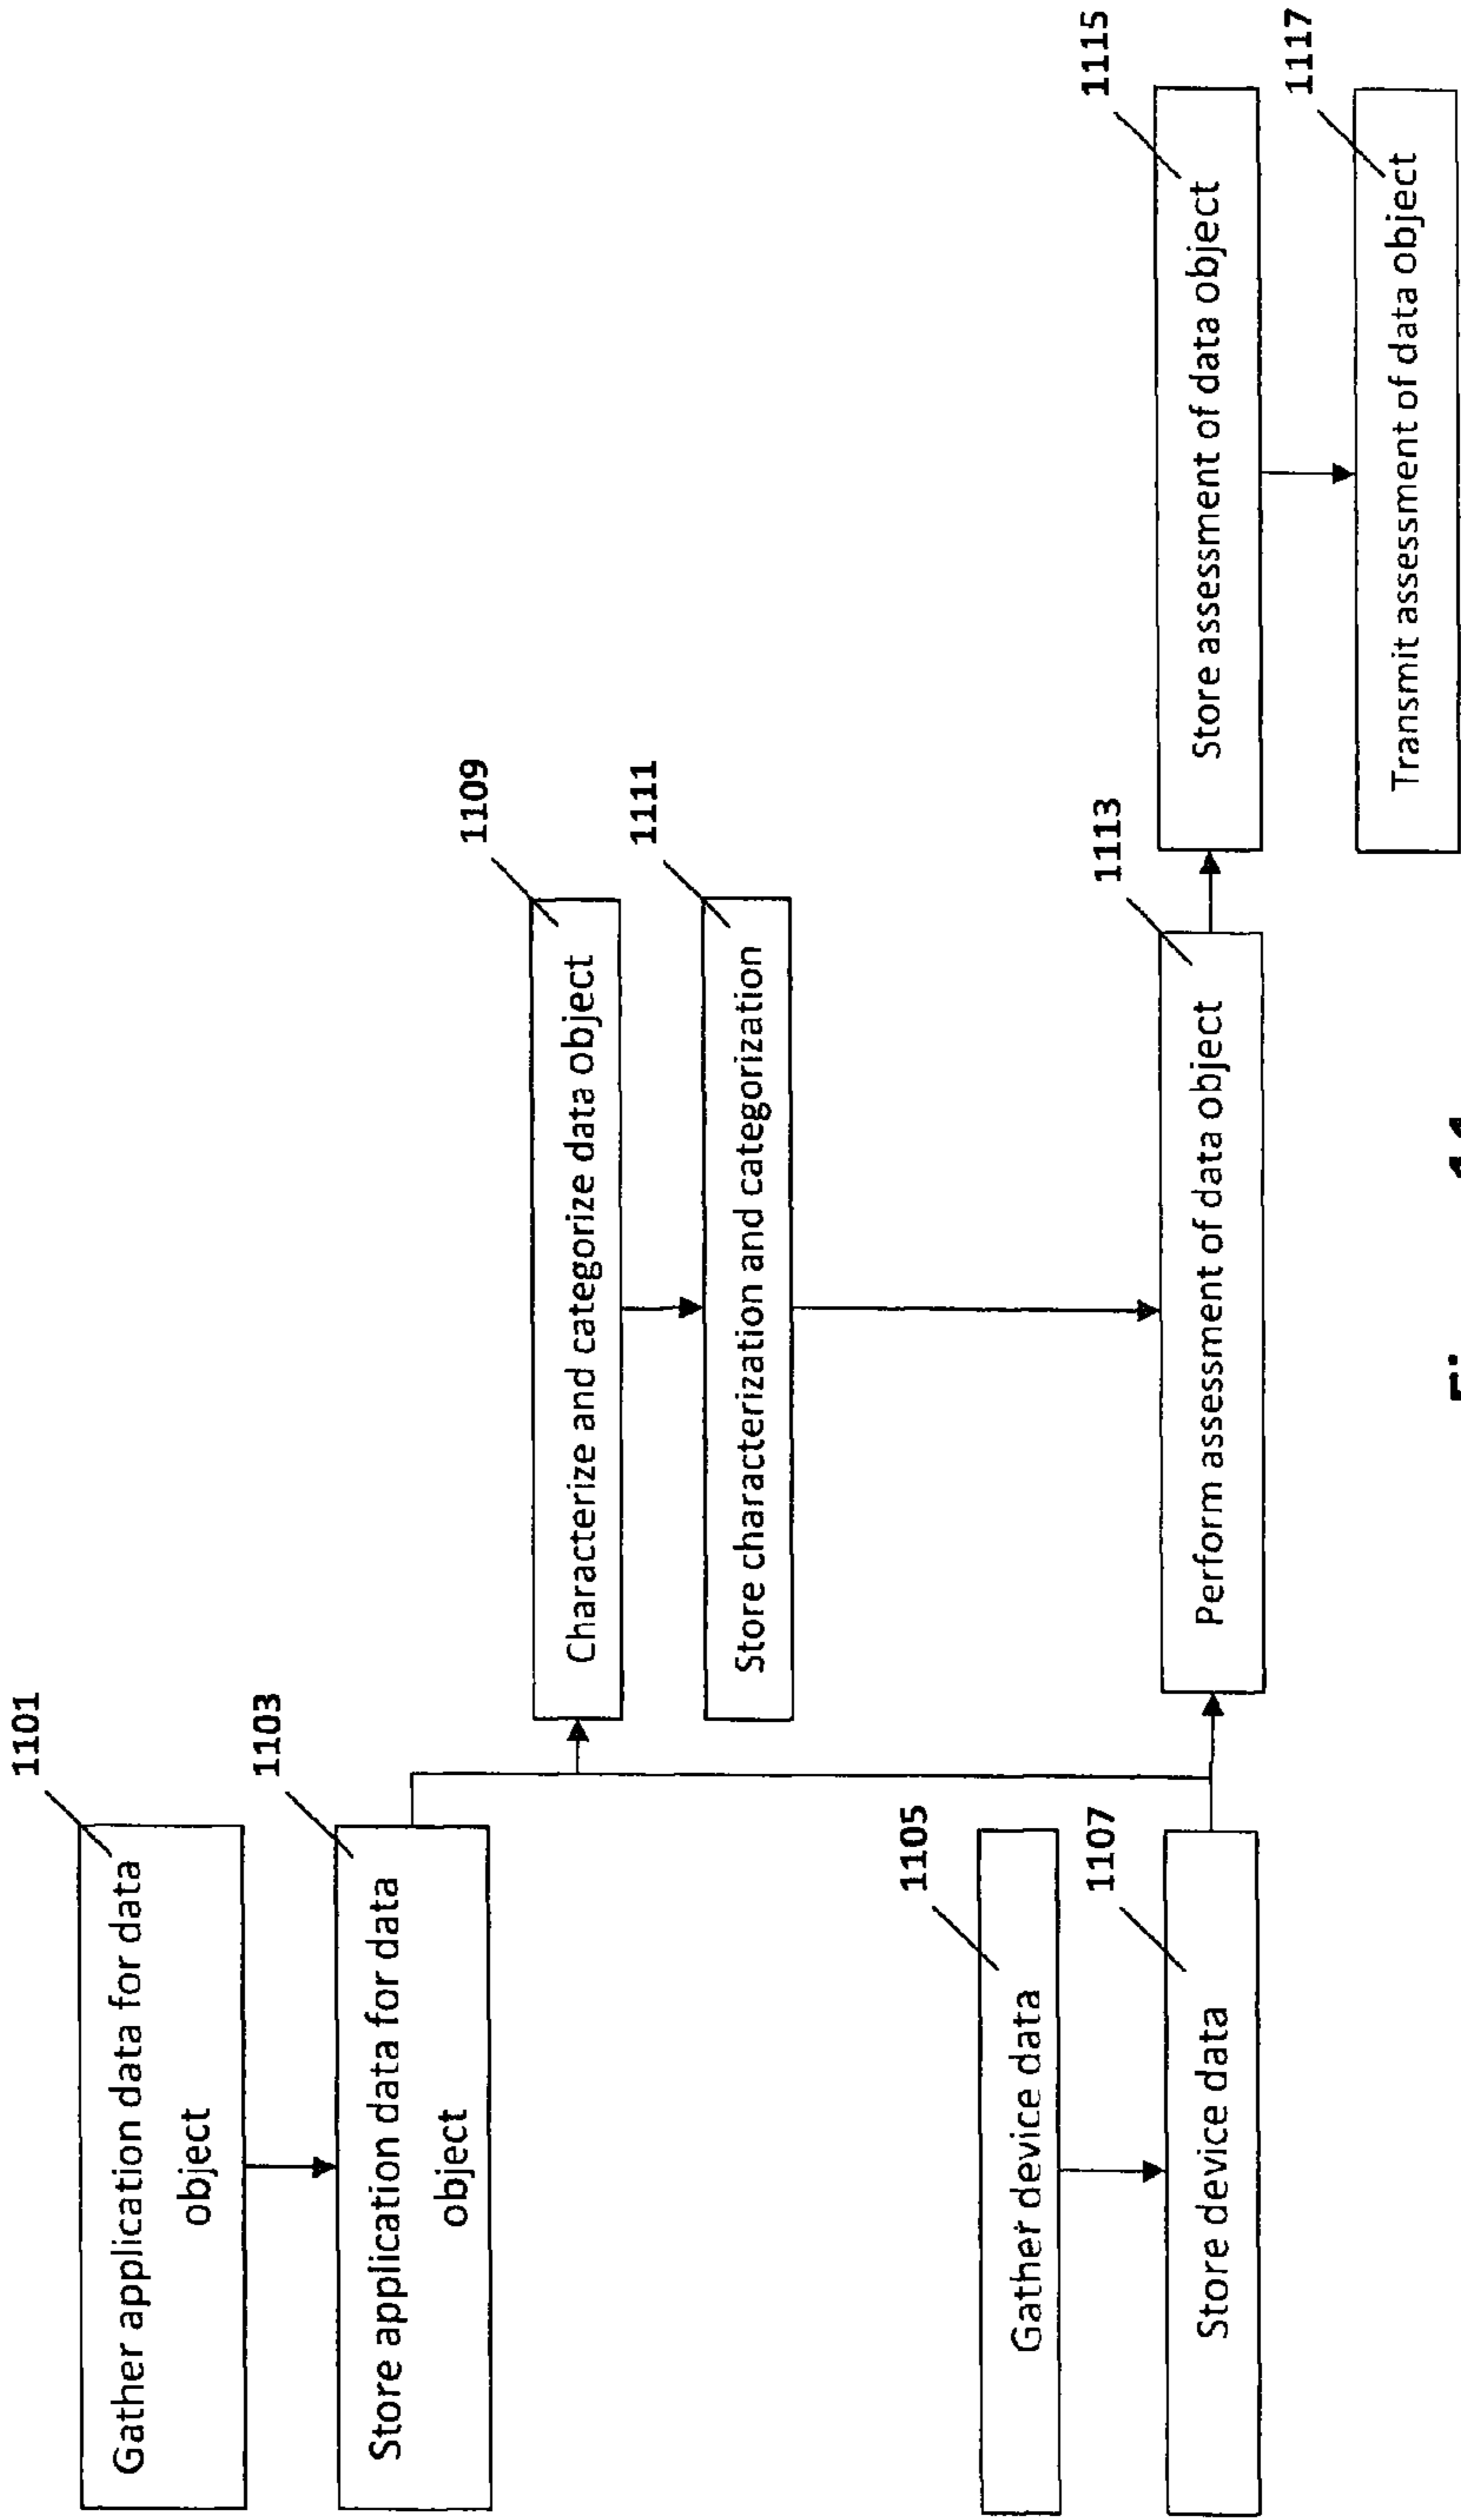 1101
Gather application data for data
object
1103
Store application data for data
object
1105
Gather device data
1107
Store device data
1109
Characterize and categorize data object
1111
Store characterization and categorization
1113
Perform assessment of data object
1115
Store assessment of data object
1117
Transmit assessment of data object